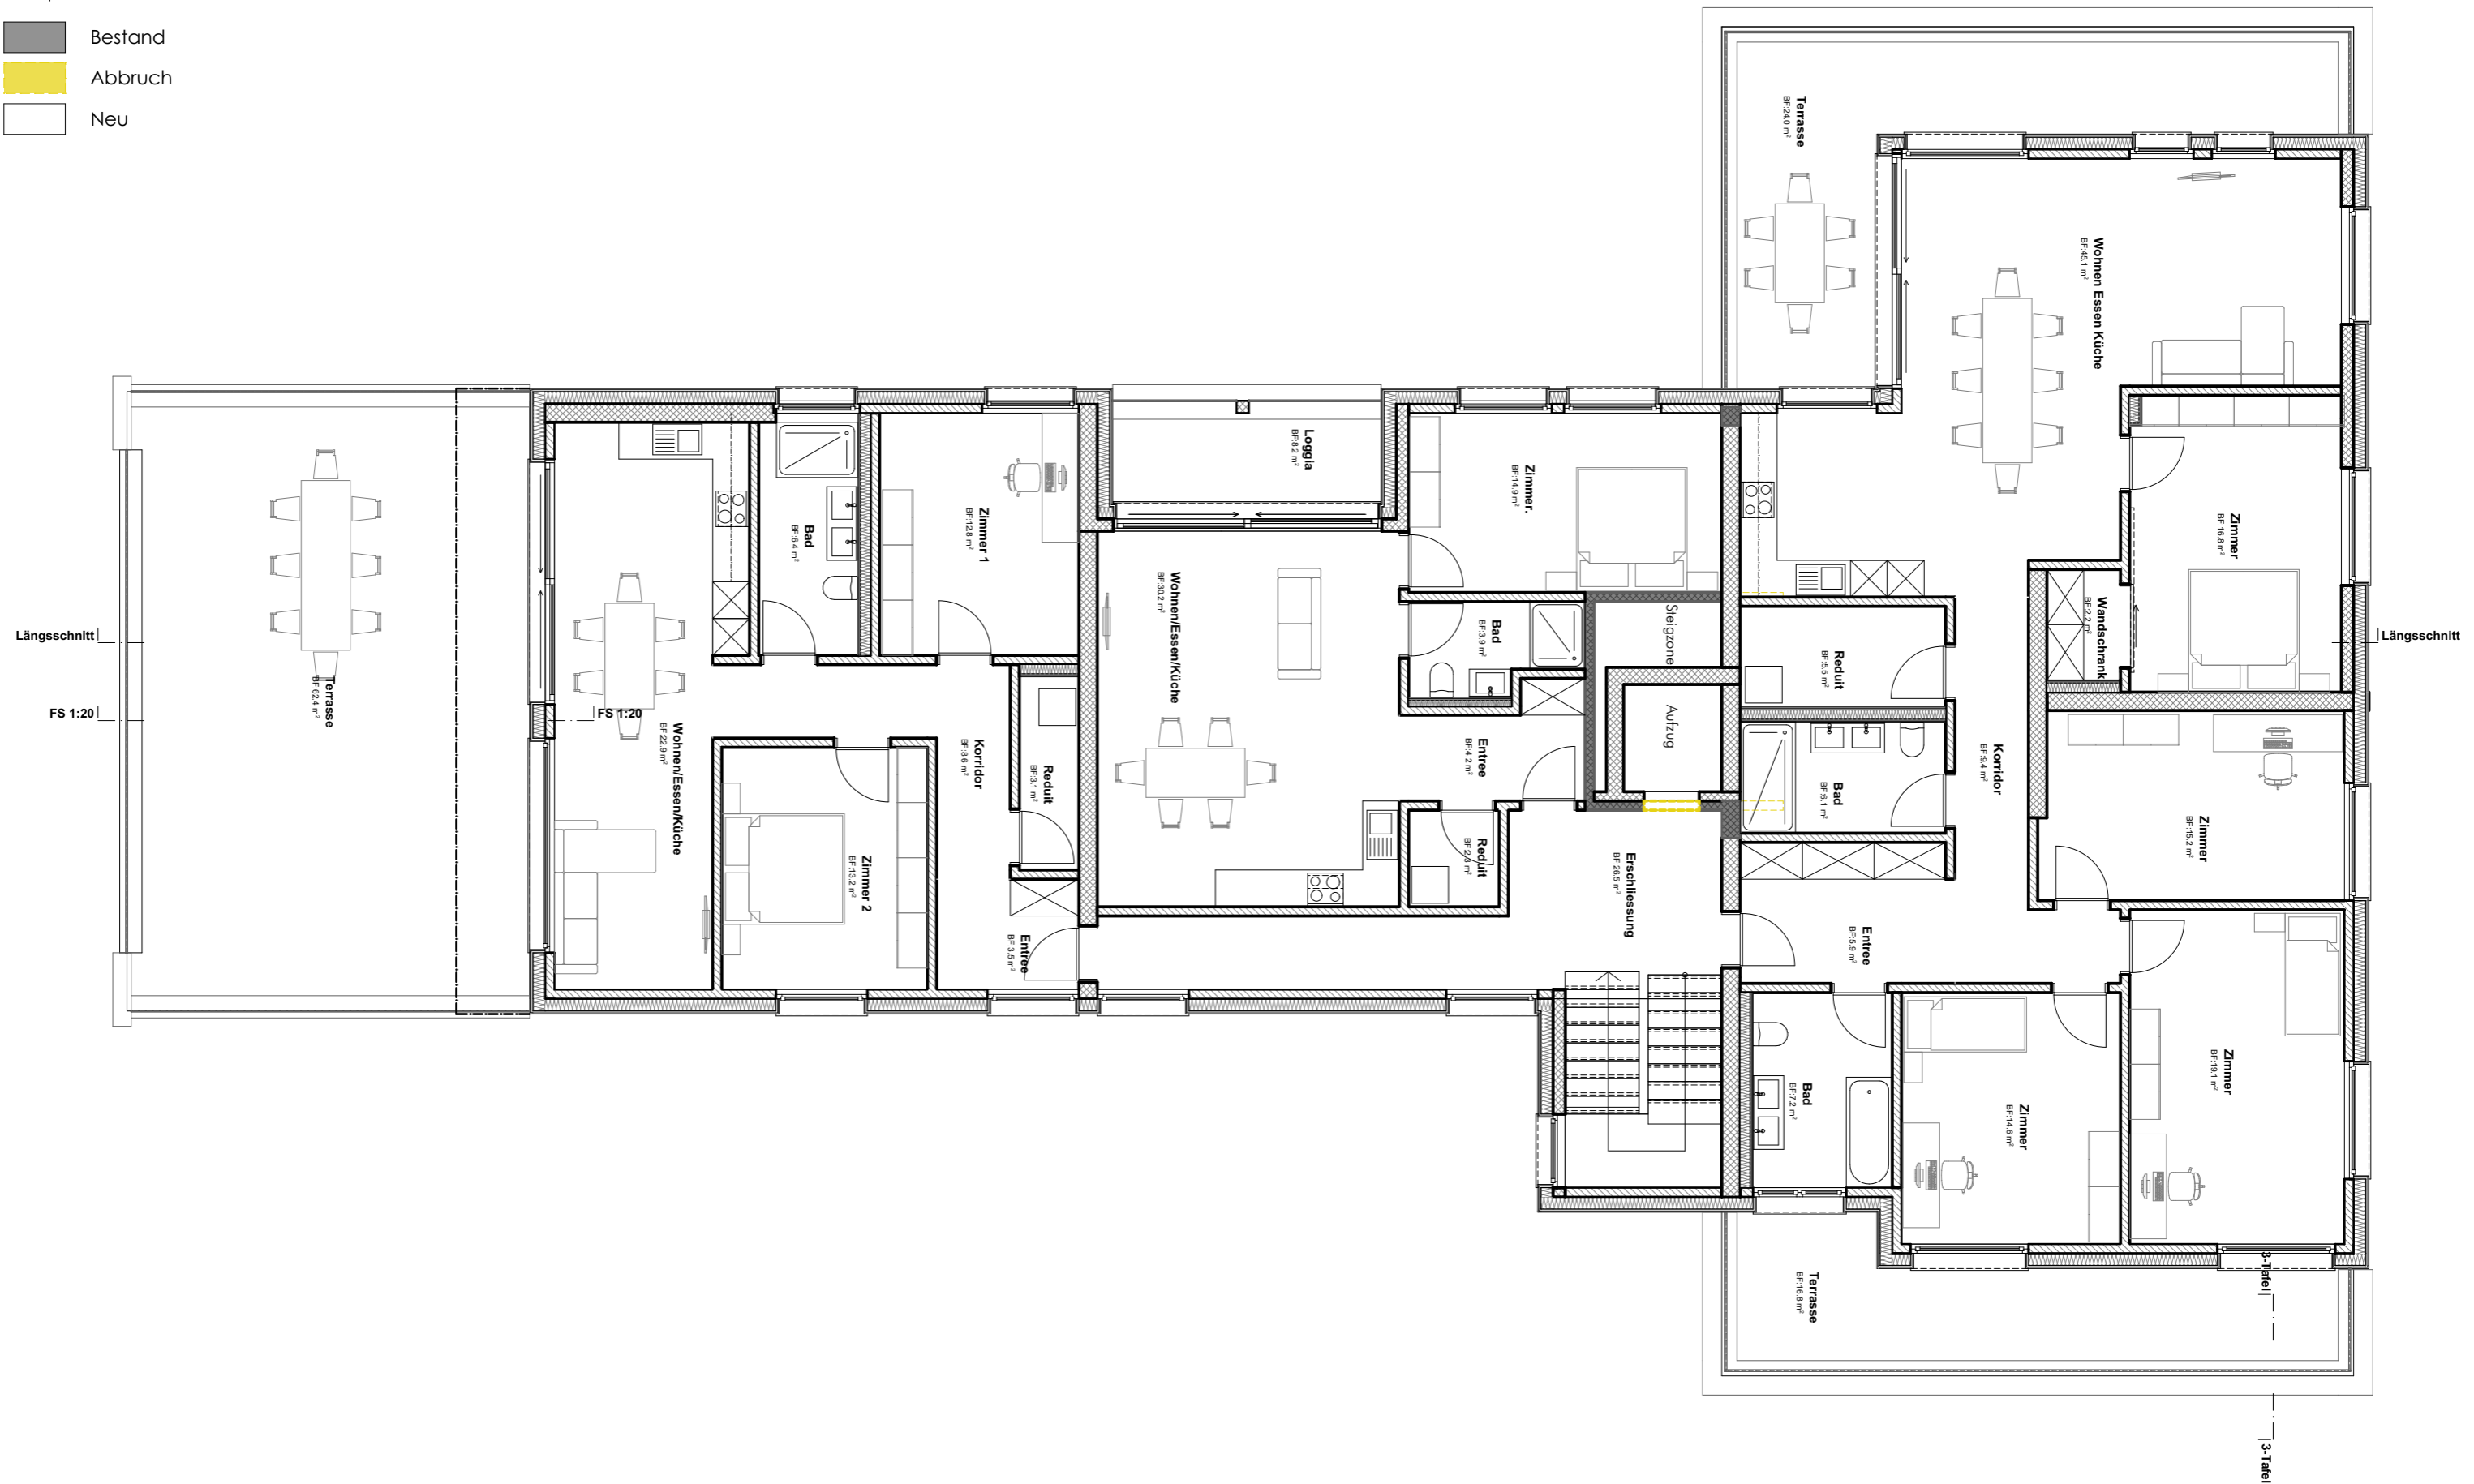 Bestand
Abbruch
Neu
Terrasse
BF:24.0 m²
Wohnen Essen Küche
BF:45.1 m²
Zimmer
BF:16.8 m²
Wandschrank
BF:2.2 m²
Loggia
BF:8.2 m²
Zimmer.
BF:14.9 m²
Bad
BF:6.4 m²
Zimmer 1
BF:12.8 m²
Wohnen/Essen/Küche
BF:30.2 m²
Bad
BF:3.9 m²
Steigzone
Reduit
BF:5.5 m²
Längsschnitt
Längsschnitt
FS 1:20
FS 1:20
Terrasse
BF:62.4 m²
Wohnen/Essen/Küche
BF:22.9 m²
Korridor
BF:8.6 m²
Reduit
BF:3.1 m²
Entree
BF:4.2 m²
Aufzug
Bad
BF:6.1 m²
Korridor
BF:9.4 m²
Zimmer
BF:15.2 m²
Zimmer 2
BF:13.2 m²
Reduit
BF:2.3 m²
Erschliessung
BF:26.5 m²
Entree
BF:3.5 m²
Entree
BF:5.9 m²
Bad
BF:7.2 m²
Zimmer
BF:14.6 m²
Zimmer
BF:19.1 m²
Terrasse
BF:16.8 m²
3-Tafel
3-Tafel